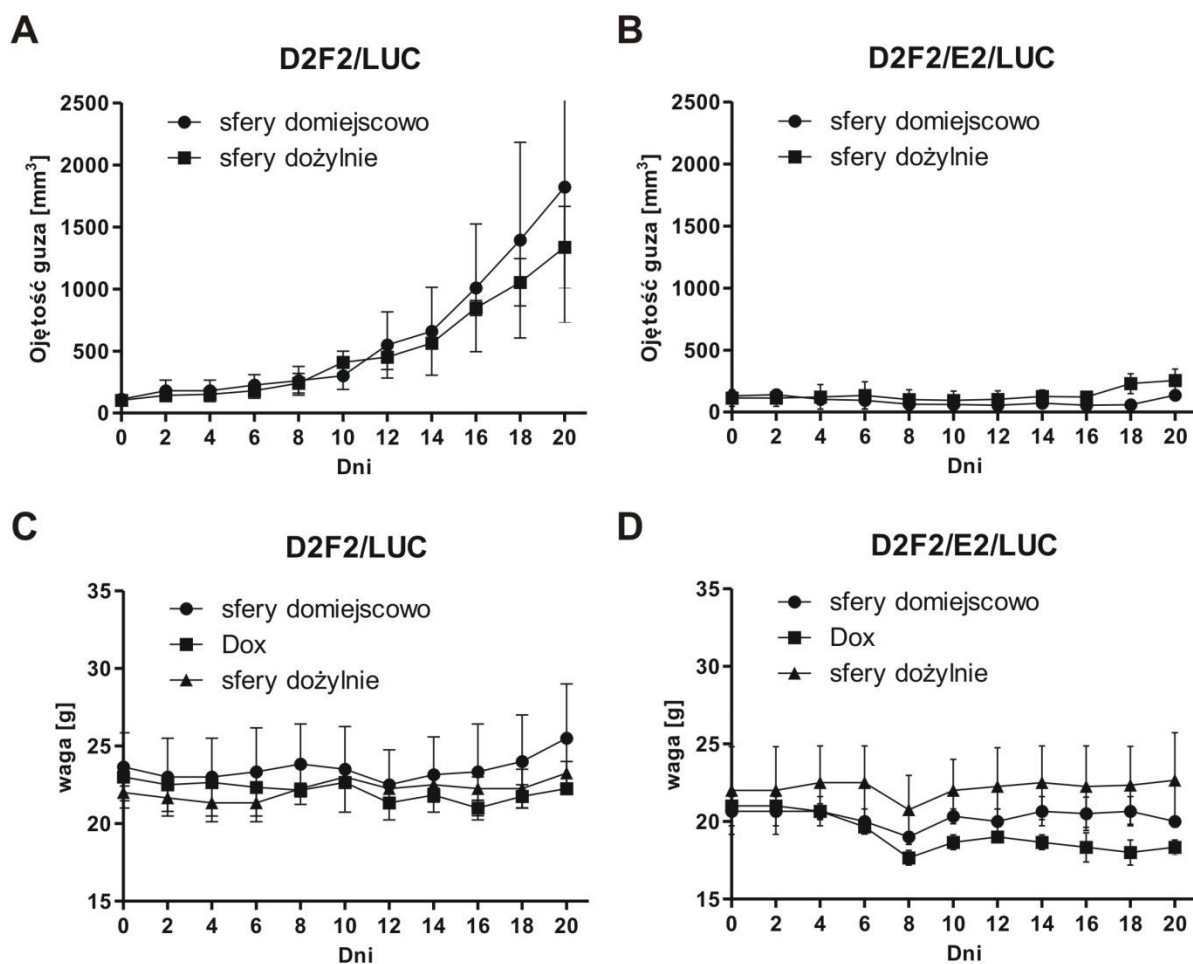 A
D2F2/LUC
sfery domiejscowo
sfery dożylnie
Ojętość guza [mm³]
2500
2000
1500
1000
500
0
0 2 4 6 8 10 12 14 16 18 20
Dni
B
D2F2/E2/LUC
sfery domiejscowo
sfery dożylnie
Ojętość guza [mm³]
2500
2000
1500
1000
500
0
0 2 4 6 8 10 12 14 16 18 20
Dni
C
D2F2/LUC
sfery domiejscowo
Dox
sfery dożylnie
waga [g]
35
30
25
20
15
0 2 4 6 8 10 12 14 16 18 20
Dni
D
D2F2/E2/LUC
sfery domiejscowo
Dox
sfery dożylnie
waga [g]
35
30
25
20
15
0 2 4 6 8 10 12 14 16 18 20
Dni